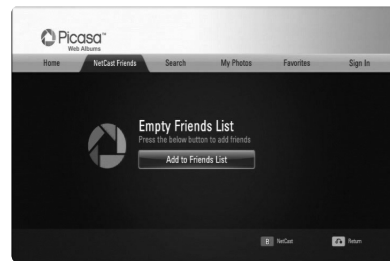 Picasa™
Web Albums
Home NetCast Friends Search My Photos Favorites Sign In
Empty Friends List
Press the below button to add friends
Add to Friends List
NetCast Return